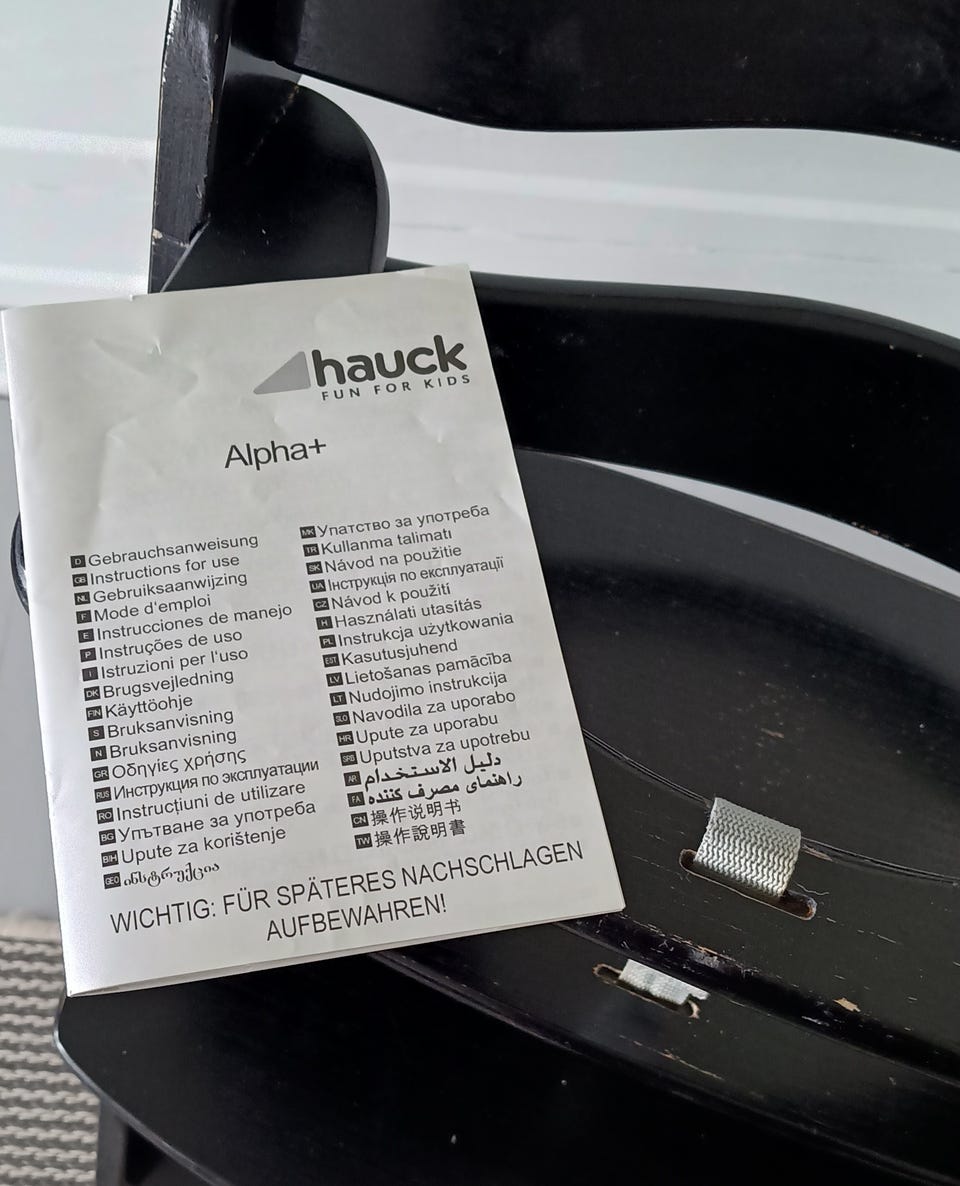 hauck
FUN FOR KIDS
Alpha+
D Gebrauchsanweisung
GB Instructions for use
NL Gebruiksaanwijzing
F Mode d'emploi
E Instrucciones de manejo
P Instruções de uso
I Istruzioni per l'uso
DK Brugsvejledning
FIN Käyttöohje
S Bruksanvisning
N Bruksanvisning
GR Οδηγίες χρήσης
RUS Инструкция по эксплуатации
RO Instrucțiuni de utilizare
BG Упътване за употреба
BIH Upute za korištenje
GEO ინსტრუქცია
MK Упатство за употреба
TR Kullanma talimatı
SK Návod na použitie
UA Інструкція по експлуатації
CZ Návod k použití
H Használati utasítás
PL Instrukcja użytkowania
EST Kasutusjuhend
LV Lietošanas pamācība
LT Nudojimo instrukcija
SLO Navodila za uporabo
HR Upute za uporabu
SRB Uputstva za upotrebu
AR دليل الاستخدام
FA راهنمای مصرف کننده
CN 操作说明书
TW 操作說明書
WICHTIG: FÜR SPÄTERES NACHSCHLAGEN
AUFBEWAHREN!